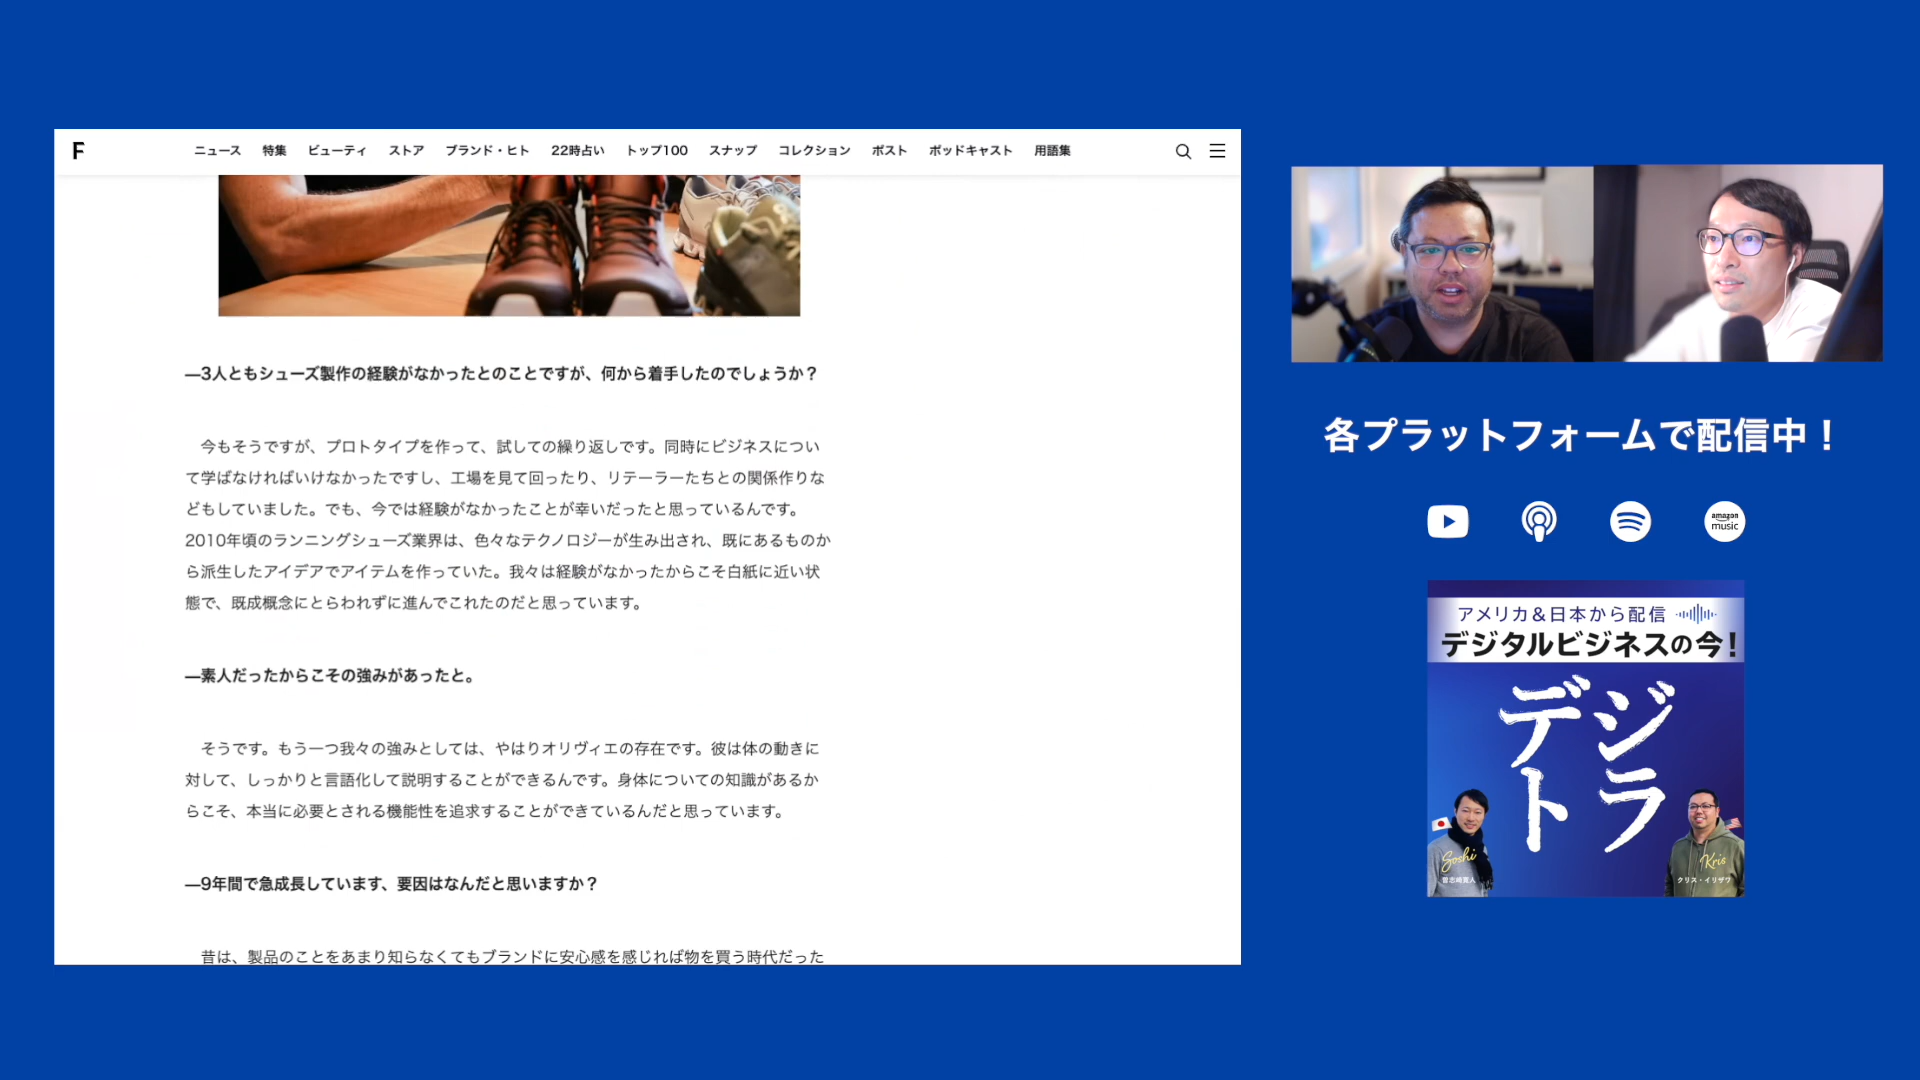 F
ニュース 特集 ビューティ ストア ブランド・ヒト 22時占い トップ100 スナップ コレクション ポスト ポッドキャスト 用語集
—3人ともシューズ製作の経験がなかったとのことですが、何から着手したのでしょうか？
今もそうですが、プロトタイプを作って、試しての繰り返しです。同時にビジネスについ
て学ばなければいけなかったですし、工場を見て回ったり、リテーラーたちとの関係作りな
どもしていました。でも、今では経験がなかったことが幸いだったと思っているんです。
2010年頃のランニングシューズ業界は、色々なテクノロジーが生み出され、既にあるものか
ら派生したアイデアでアイテムを作っていた。我々は経験がなかったからこそ白紙に近い状
態で、既成概念にとらわれずに進んでこれたのだと思っています。
—素人だったからこその強みがあったと。
そうです。もう一つ我々の強みとしては、やはりオリヴィエの存在です。彼は体の動きに
対して、しっかりと言語化して説明することができるんです。身体についての知識があるか
らこそ、本当に必要とされる機能性を追求することができているんだと思っています。
—9年間で急成長しています、要因はなんだと思いますか？
昔は、製品のことをあまり知らなくてもブランドに安心感を感じれば物を買う時代だった
各プラットフォームで配信中！
amazon
music
アメリカ＆日本から配信
デジタルビジネスの今！
デジ
トラ
Soshi
Kris
クリス・イリザワ